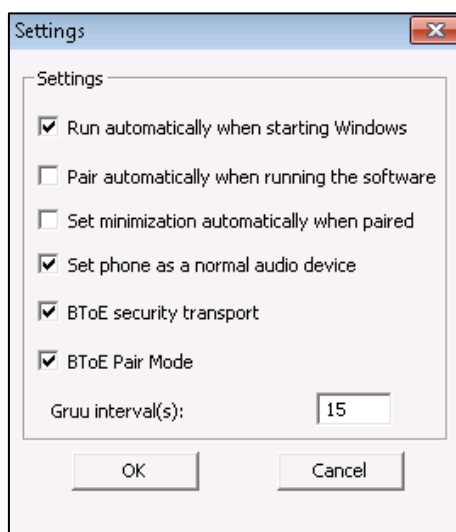 Settings
Settings
Run automatically when starting Windows
Pair automatically when running the software
Set minimization automatically when paired
Set phone as a normal audio device
BToE security transport
BToE Pair Mode
Gruu interval(s): 15
OK Cancel